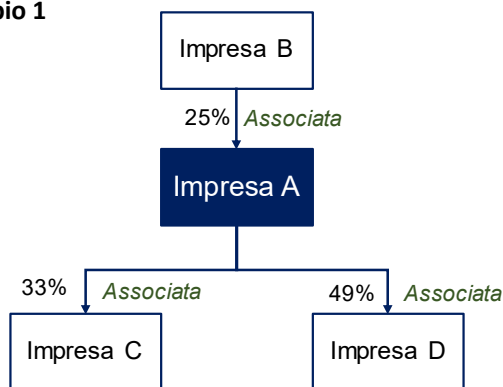 pio 1
Impresa B
25% Associata
Impresa A
33% Associata
49% Associata
Impresa C
Impresa D